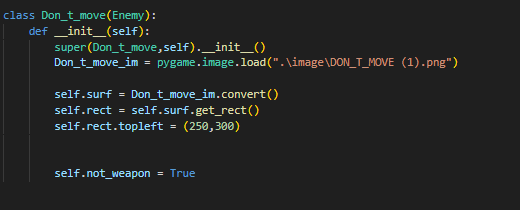 class Don_t_move(Enemy):
    def __init__(self):
        super(Don_t_move,self).__init__()
        Don_t_move_im = pygame.image.load(".\image\DON_T_MOVE (1).png")
        self.surf = Don_t_move_im.convert()
        self.rect = self.surf.get_rect()
        self.rect.topleft = (250,300)
        self.not_weapon = True